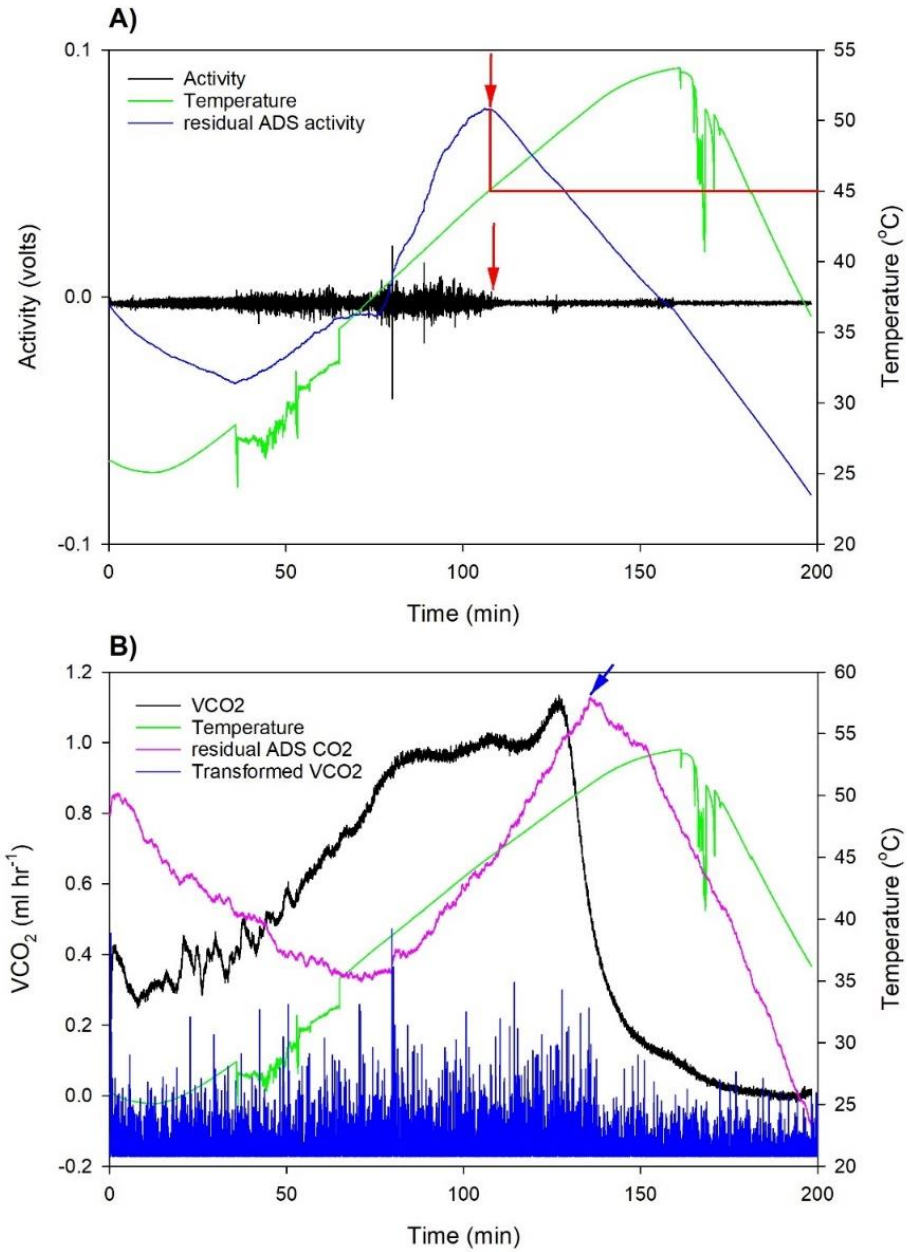 A)
Activity
Temperature
residual ADS activity
Activity (volts)
0.1
0.0
-0.1
Temperature (°C)
55
50
45
40
35
30
25
20
0 50 100 150 200
Time (min)
B)
VCO2
Temperature
residual ADS CO2
Transformed VCO2
VCO₂ (ml hr⁻¹)
1.2
1.0
0.8
0.6
0.4
0.2
0.0
-0.2
Temperature (°C)
60
55
50
45
40
35
30
25
20
0 50 100 150 200
Time (min)